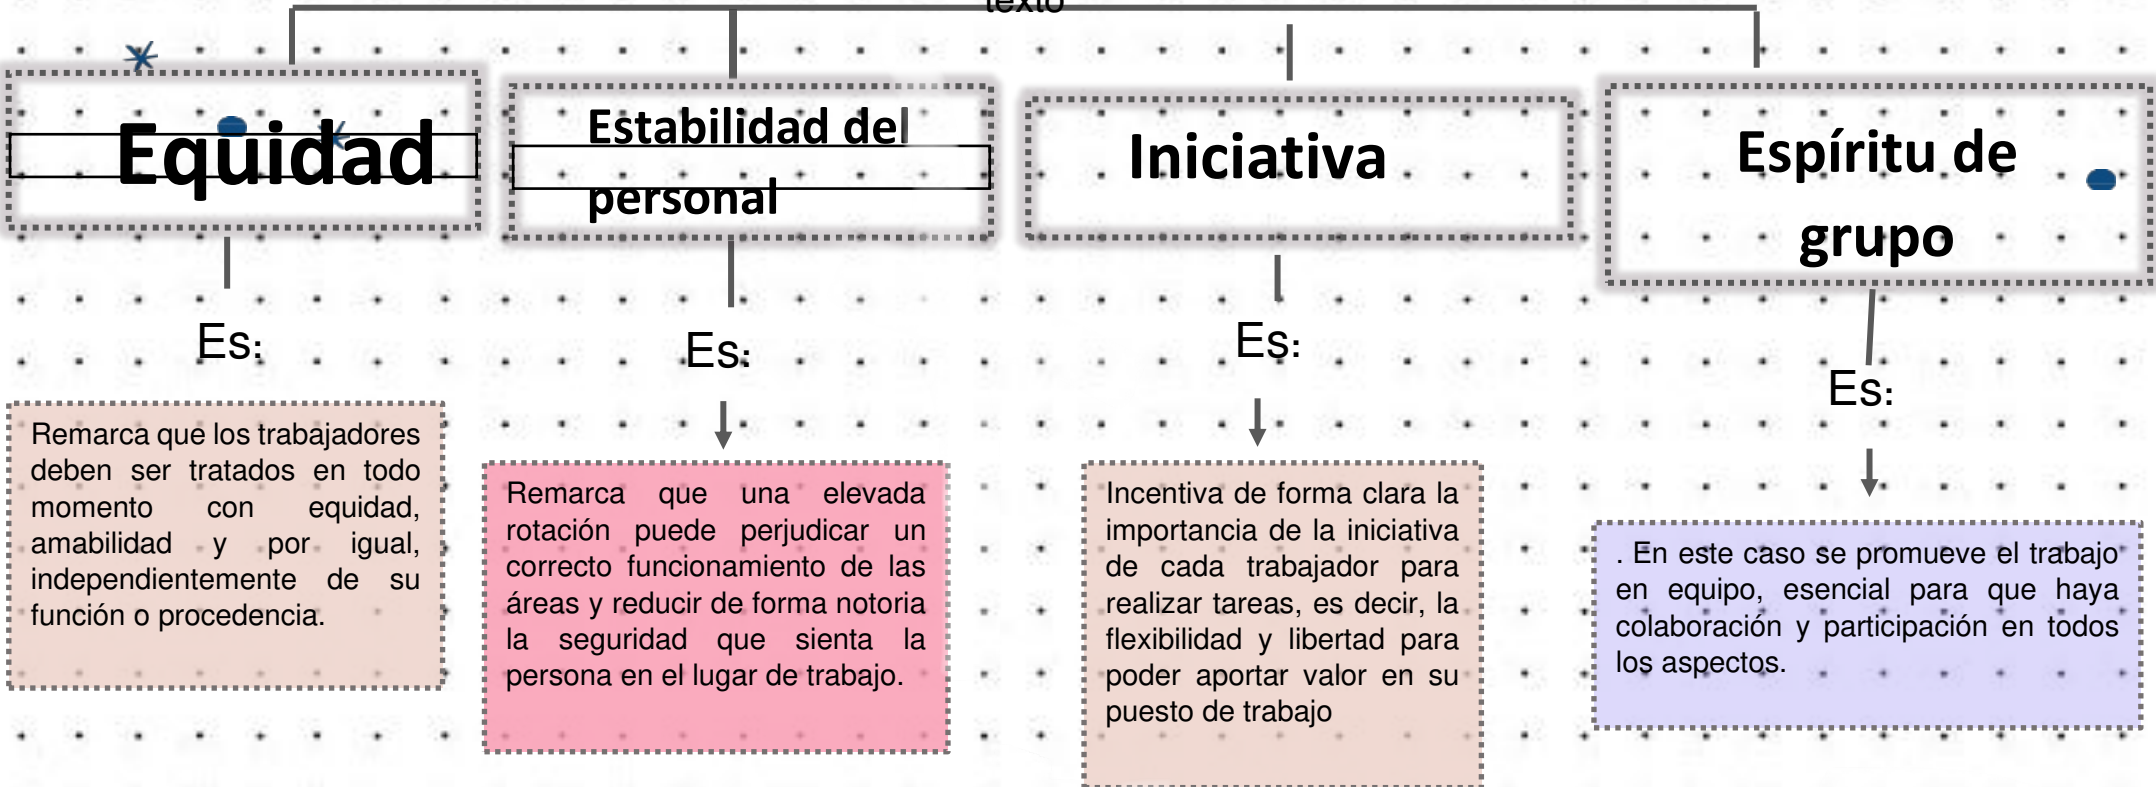 texto
Equidad
Estabilidad del
personal
Iniciativa
Espíritu de
grupo
Es:
Es:
Es:
Es:
Remarca que los trabajadores
deben ser tratados en todo
momento con equidad,
amabilidad y por igual,
independientemente de su
función o procedencia.
Remarca que una elevada
rotación puede perjudicar un
correcto funcionamiento de las
áreas y reducir de forma notoria
la seguridad que sienta la
persona en el lugar de trabajo.
Incentiva de forma clara la
importancia de la iniciativa
de cada trabajador para
realizar tareas, es decir, la
flexibilidad y libertad para
poder aportar valor en su
puesto de trabajo
. En este caso se promueve el trabajo
en equipo, esencial para que haya
colaboración y participación en todos
los aspectos.